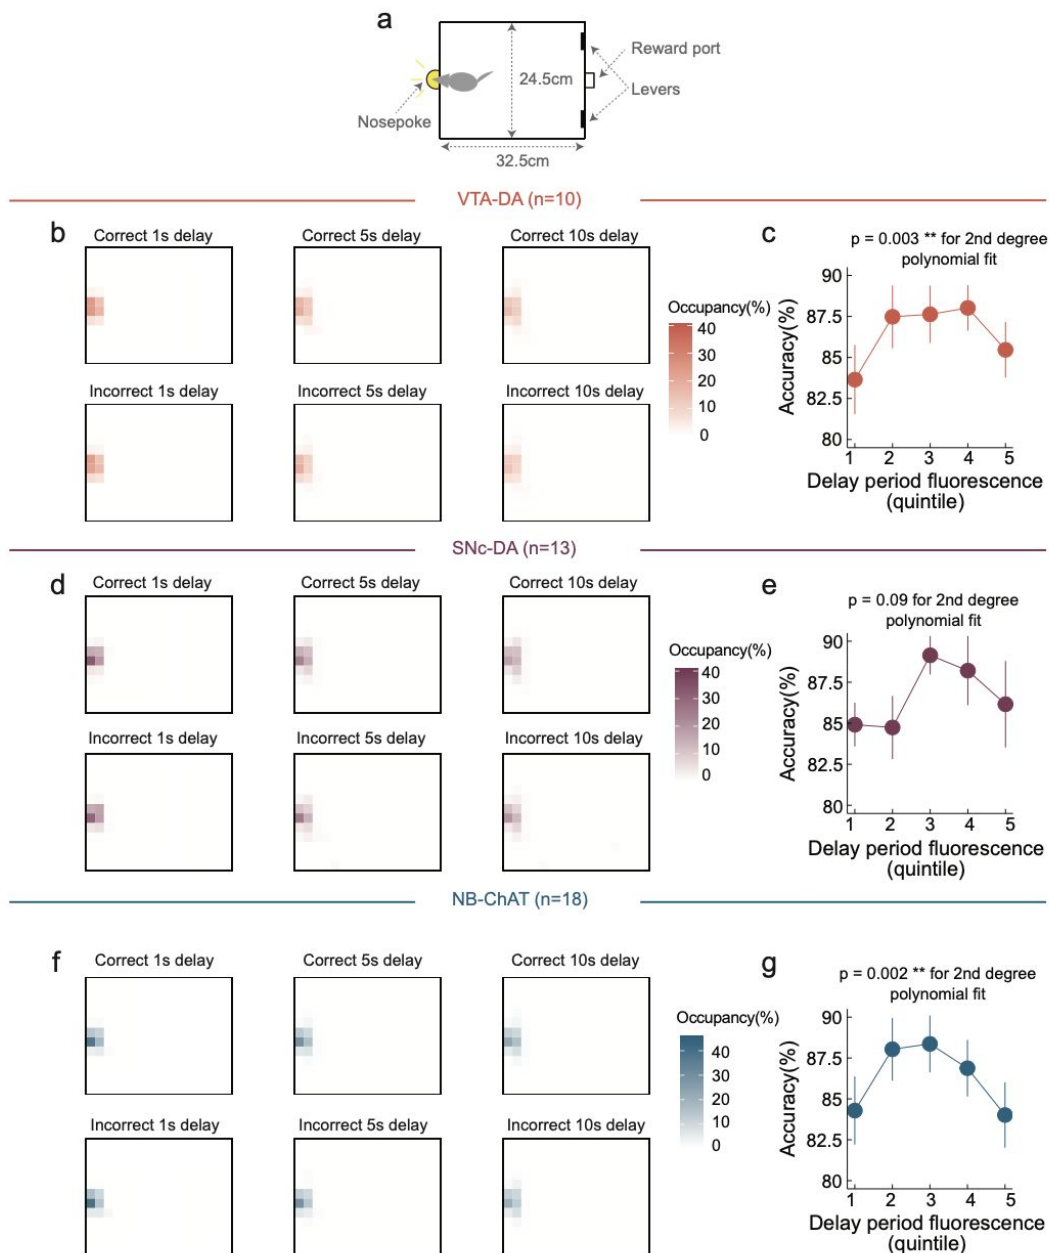 a
Reward port
24.5cm
Levers
Nosepoke
32.5cm
VTA-DA (n=10)
b
Correct 1s delay
Correct 5s delay
Correct 10s delay
Occupancy(%)
40
30
20
10
0
Incorrect 1s delay
Incorrect 5s delay
Incorrect 10s delay
c
p = 0.003 ** for 2nd degree
polynomial fit
Accuracy(%)
90
87.5
85
82.5
80
1 2 3 4 5
Delay period fluorescence
(quintile)
SNc-DA (n=13)
d
Correct 1s delay
Correct 5s delay
Correct 10s delay
Occupancy(%)
40
30
20
10
0
Incorrect 1s delay
Incorrect 5s delay
Incorrect 10s delay
e
p = 0.09 for 2nd degree
polynomial fit
Accuracy(%)
90
87.5
85
82.5
80
1 2 3 4 5
Delay period fluorescence
(quintile)
NB-ChAT (n=18)
f
Correct 1s delay
Correct 5s delay
Correct 10s delay
Occupancy(%)
40
30
20
10
0
Incorrect 1s delay
Incorrect 5s delay
Incorrect 10s delay
g
p = 0.002 ** for 2nd degree
polynomial fit
Accuracy(%)
90
87.5
85
82.5
80
1 2 3 4 5
Delay period fluorescence
(quintile)